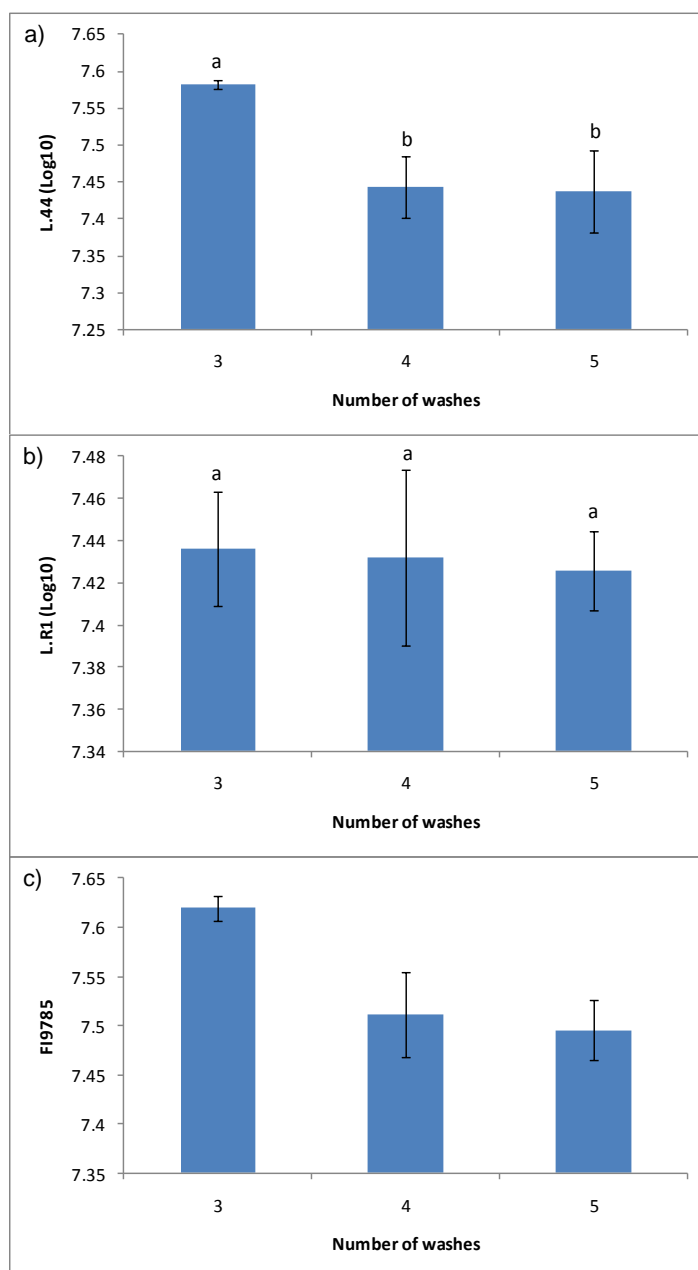 a)
7.65
7.6
7.55
7.5
7.45
7.4
7.35
7.3
7.25
L.44 (Log10)
a
b
b
3 4 5
Number of washes
b)
7.48
7.46
7.44
7.42
7.4
7.38
7.36
7.34
L.R1 (Log10)
a
a
a
3 4 5
Number of washes
c)
7.65
7.6
7.55
7.5
7.45
7.4
7.35
FI9785
3 4 5
Number of washes